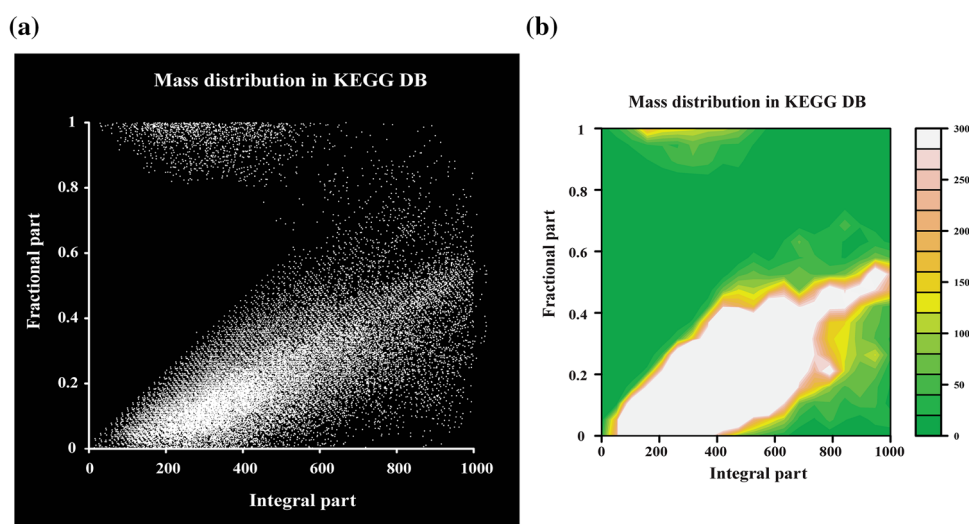 (a)
Mass distribution in KEGG DB
1
0.8
0.6
0.4
0.2
0
Fractional part
0 200 400 600 800 1000
Integral part
(b)
Mass distribution in KEGG DB
1
0.8
0.6
0.4
0.2
0
Fractional part
0 200 400 600 800 1000
Integral part
300
250
200
150
100
50
0